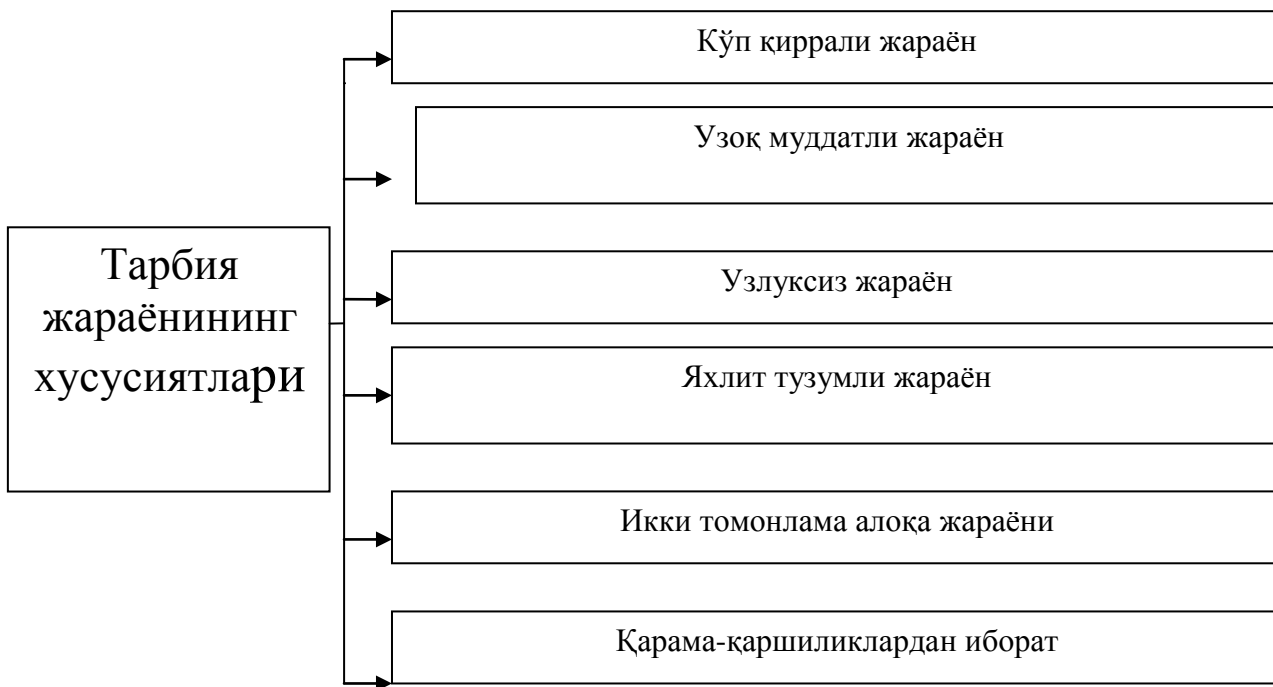 Кўп қиррали жараён
Узоқ муддатли жараён
Тарбия
жараёнининг
хусусиятлари
Узлуксиз жараён
Яхлит тузумли жараён
Икки томонлама алоқа жараёни
Қарама-қаршиликлардан иборат